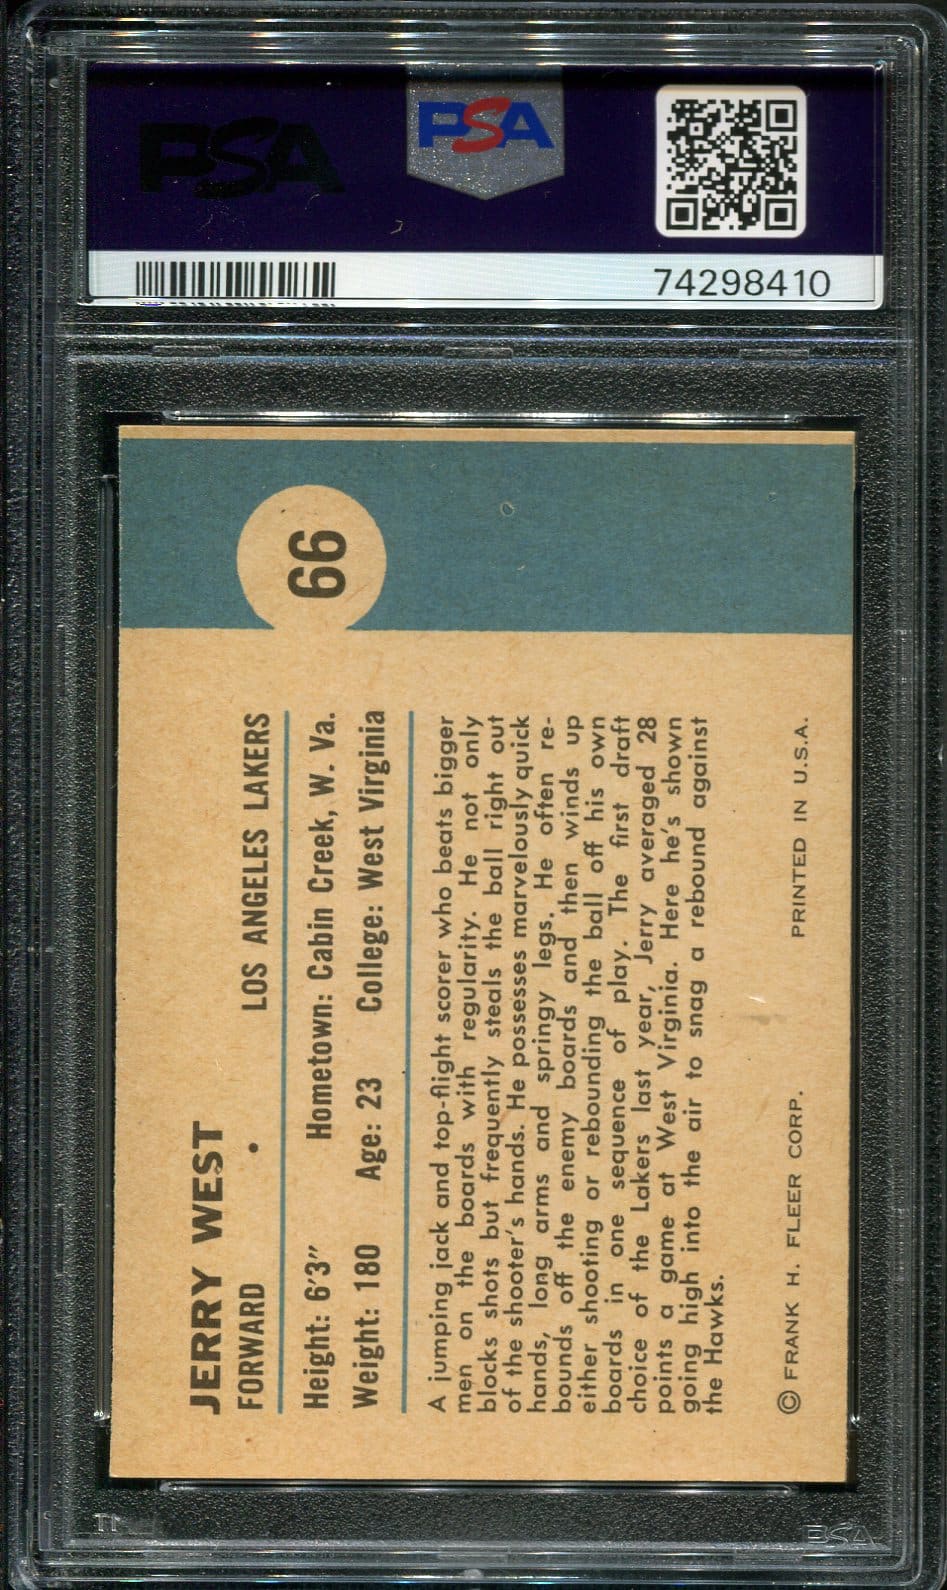 PSA
PSA
74298410
66
JERRY WEST
FORWARD • LOS ANGELES LAKERS
Height: 6'3" Hometown: Cabin Creek, W. Va.
Weight: 180 Age: 23 College: West Virginia
A jumping jack and top-flight scorer who beats bigger
men on the boards with regularity. He not only
blocks shots but frequently steals the ball right out
of the shooter's hands. He possesses marvelously quick
hands, long arms and springy legs. He often re-
bounds off the enemy boards and then winds up
either shooting or rebounding the ball off his own
boards in one sequence of play. The first draft
choice of the Lakers last year, Jerry averaged 28
points a game at West Virginia. Here he's shown
going high into the air to snag a rebound against
the Hawks.
© FRANK H. FLEER CORP. PRINTED IN U.S.A.
PSA